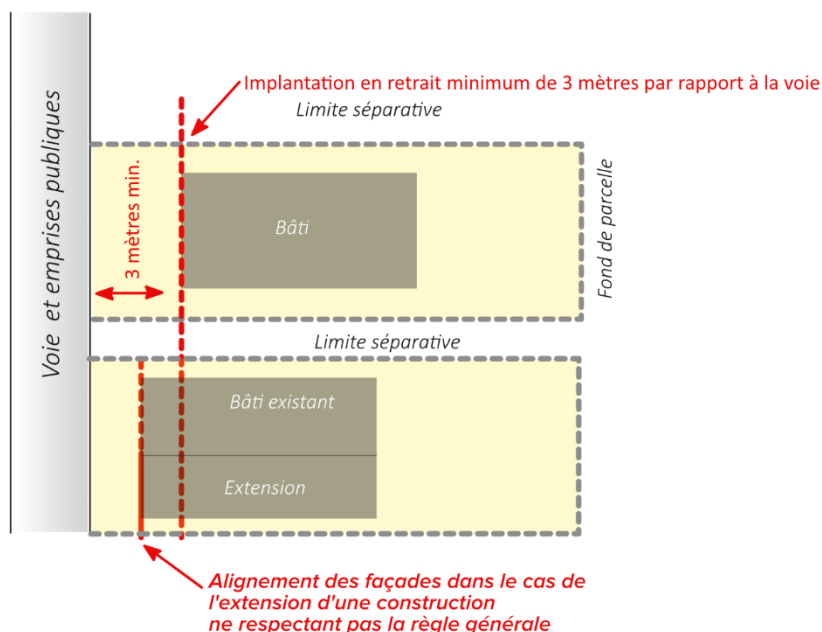 Implantation en retrait minimum de 3 mètres par rapport à la voie
Limite séparative
Voie et emprises publiques
3 mètres min.
Bâti
Fond de parcelle
Limite séparative
Bâti existant
Extension
Alignement des façades dans le cas de
l'extension d'une construction
ne respectant pas la règle générale